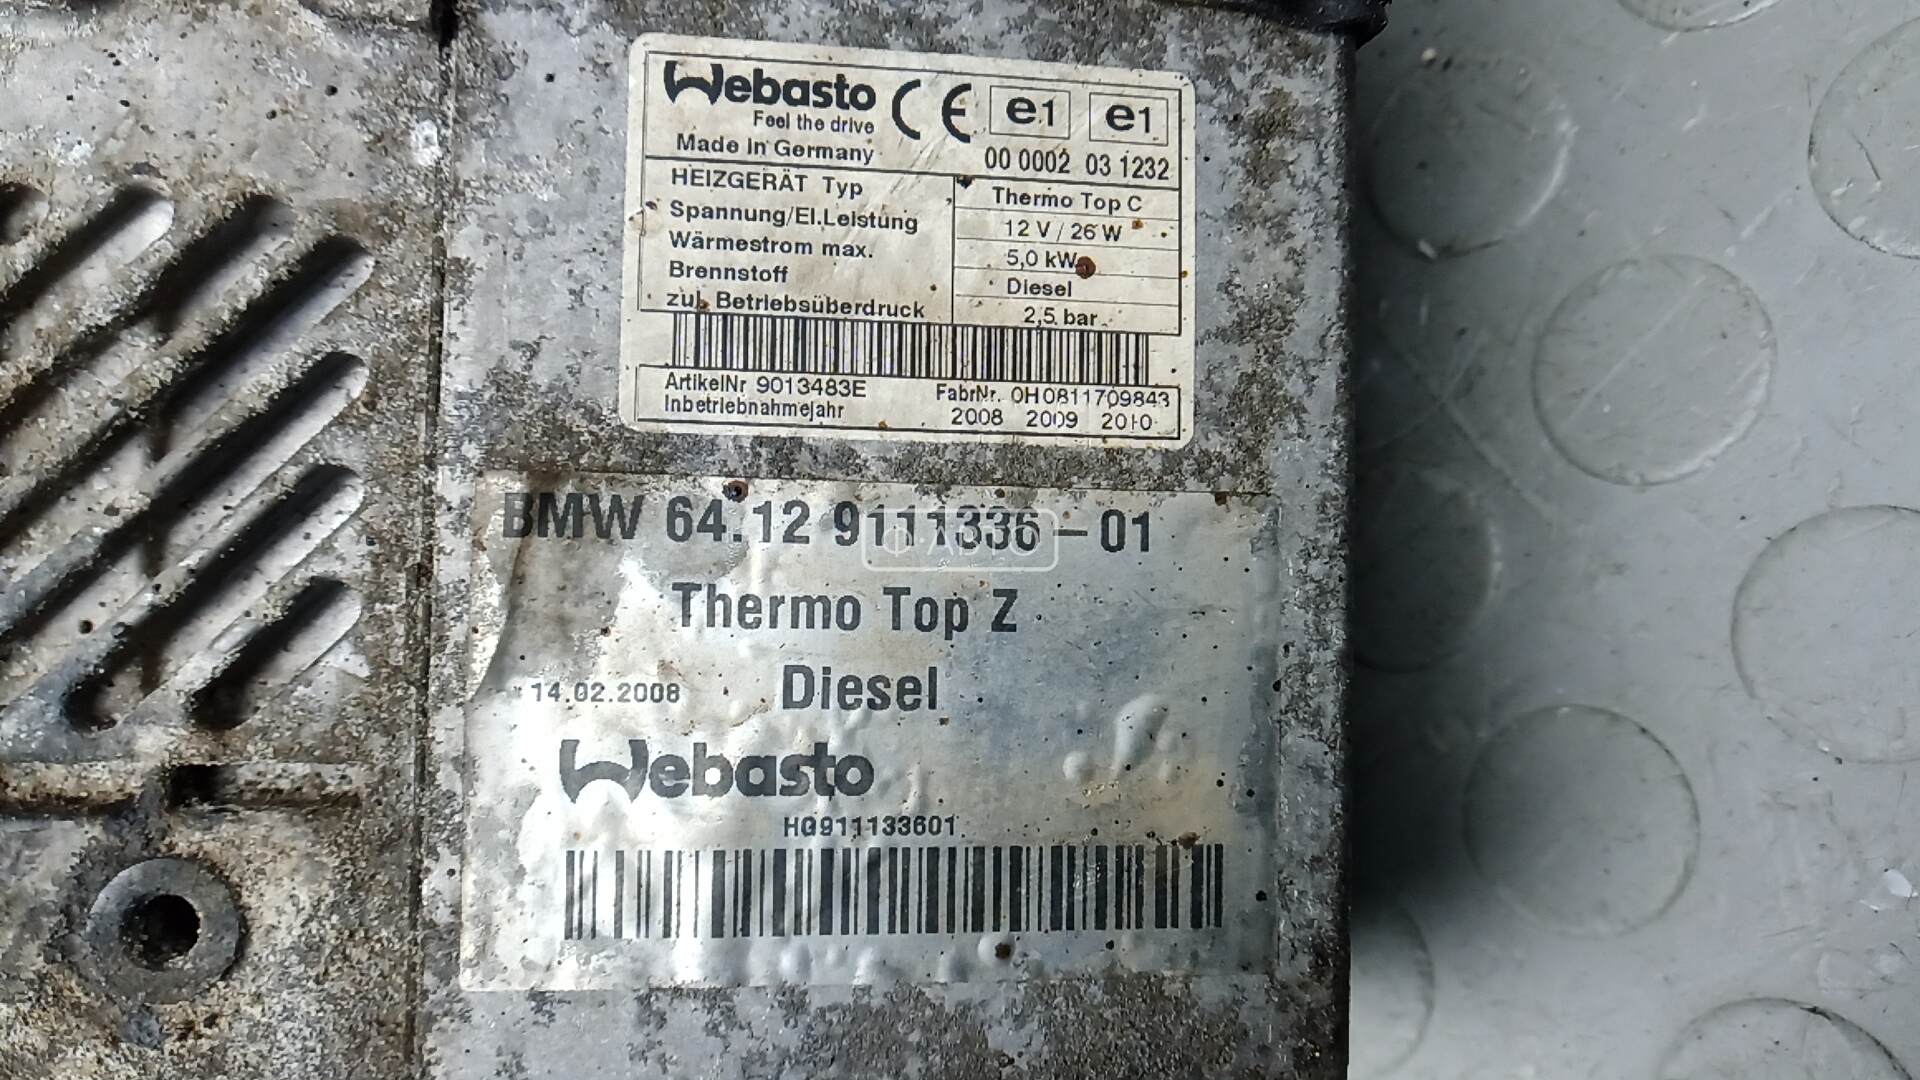 Webasto
Feel the drive
Made in Germany
CE e1 e1
00 0002 03 1232
HEIZGERÄT Typ Thermo Top C
Spannung/El.Leistung 12 V / 26 W
Wärmestrom max. 5,0 kW
Brennstoff Diesel
zul. Betriebsüberdruck 2,5 bar
ArtikelNr 9013483E FabrNr. 0H0811709843
Inbetriebnahmejahr 2008 2009 2010
BMW 64.12 9111336-01
Ф АВТО
Thermo Top Z
14.02.2008 Diesel
Webasto
HG911133601